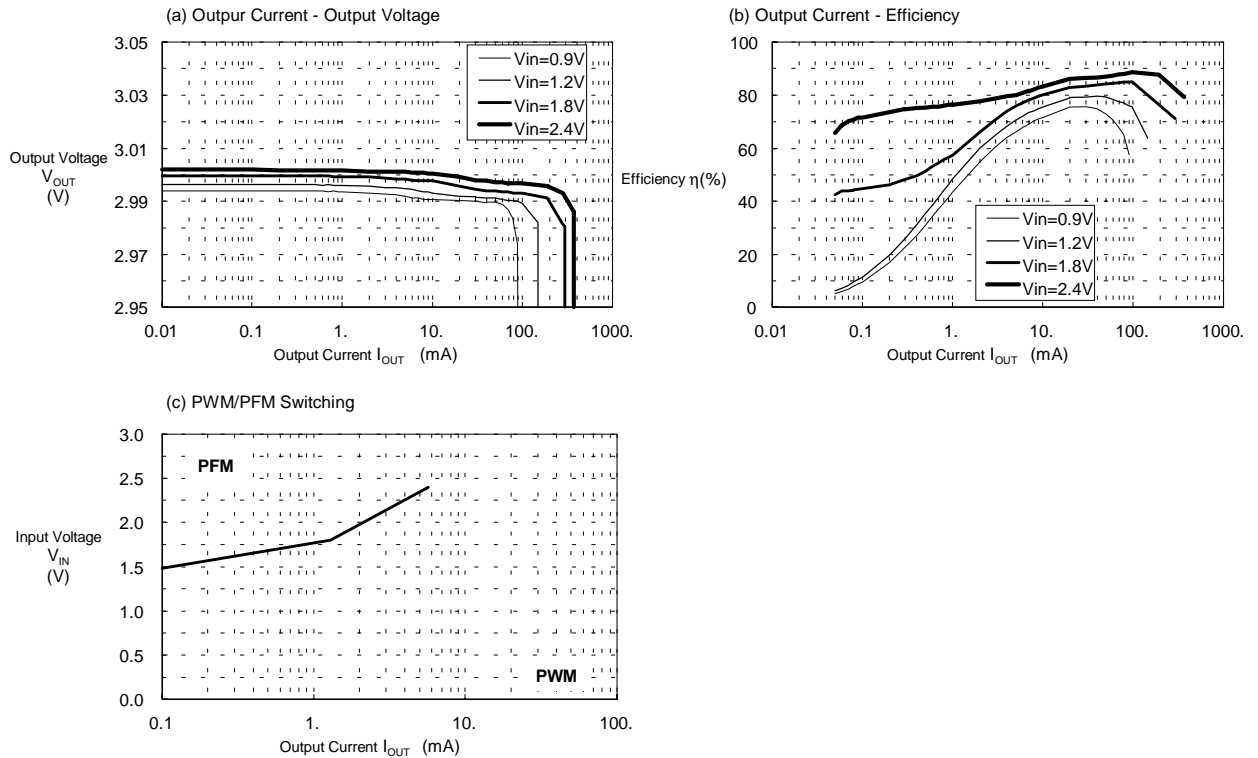 (a) Outpur Current - Output Voltage
3.05
3.03
3.01
2.99
2.97
2.95
Output Voltage
VOUT
(V)
Vin=0.9V
Vin=1.2V
Vin=1.8V
Vin=2.4V
0.01 0.1 1. 10. 100. 1000.
Output Current IOUT (mA)
(b) Output Current - Efficiency
100
80
60
40
20
0
Efficiency η(%)
Vin=0.9V
Vin=1.2V
Vin=1.8V
Vin=2.4V
0.01 0.1 1. 10. 100. 1000.
Output Current IOUT (mA)
(c) PWM/PFM Switching
3.0
2.5
2.0
1.5
1.0
0.5
0.0
Input Voltage
VIN
(V)
PFM
PWM
0.1 1. 10. 100.
Output Current IOUT (mA)